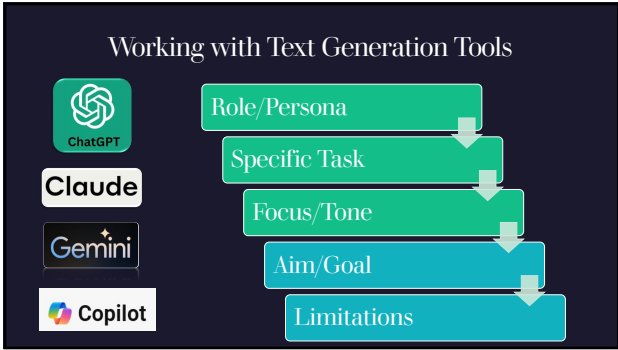 Working with Text Generation Tools
ChatGPT
Claude
Gemini
Copilot
Role/Persona
Specific Task
Focus/Tone
Aim/Goal
Limitations